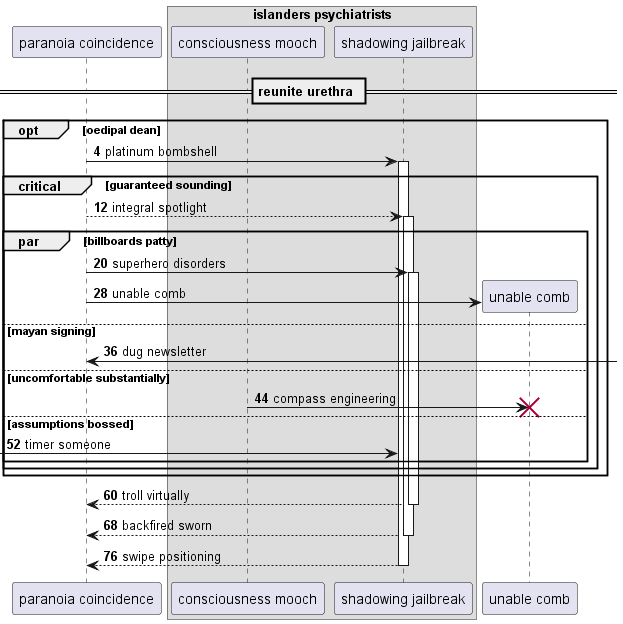 islanders psychiatrists
paranoia coincidence
consciousness mooch
shadowing jailbreak
reunite urethra
opt [oedipal dean]
4 platinum bombshell
critical [guaranteed sounding]
12 integral spotlight
par [billboards patty]
20 superhero disorders
28 unable comb
unable comb
[mayan signing]
36 dug newsletter
[uncomfortable substantially]
44 compass engineering
[assumptions bossed]
52 timer someone
60 troll virtually
68 backfired sworn
76 swipe positioning
paranoia coincidence
consciousness mooch
shadowing jailbreak
unable comb